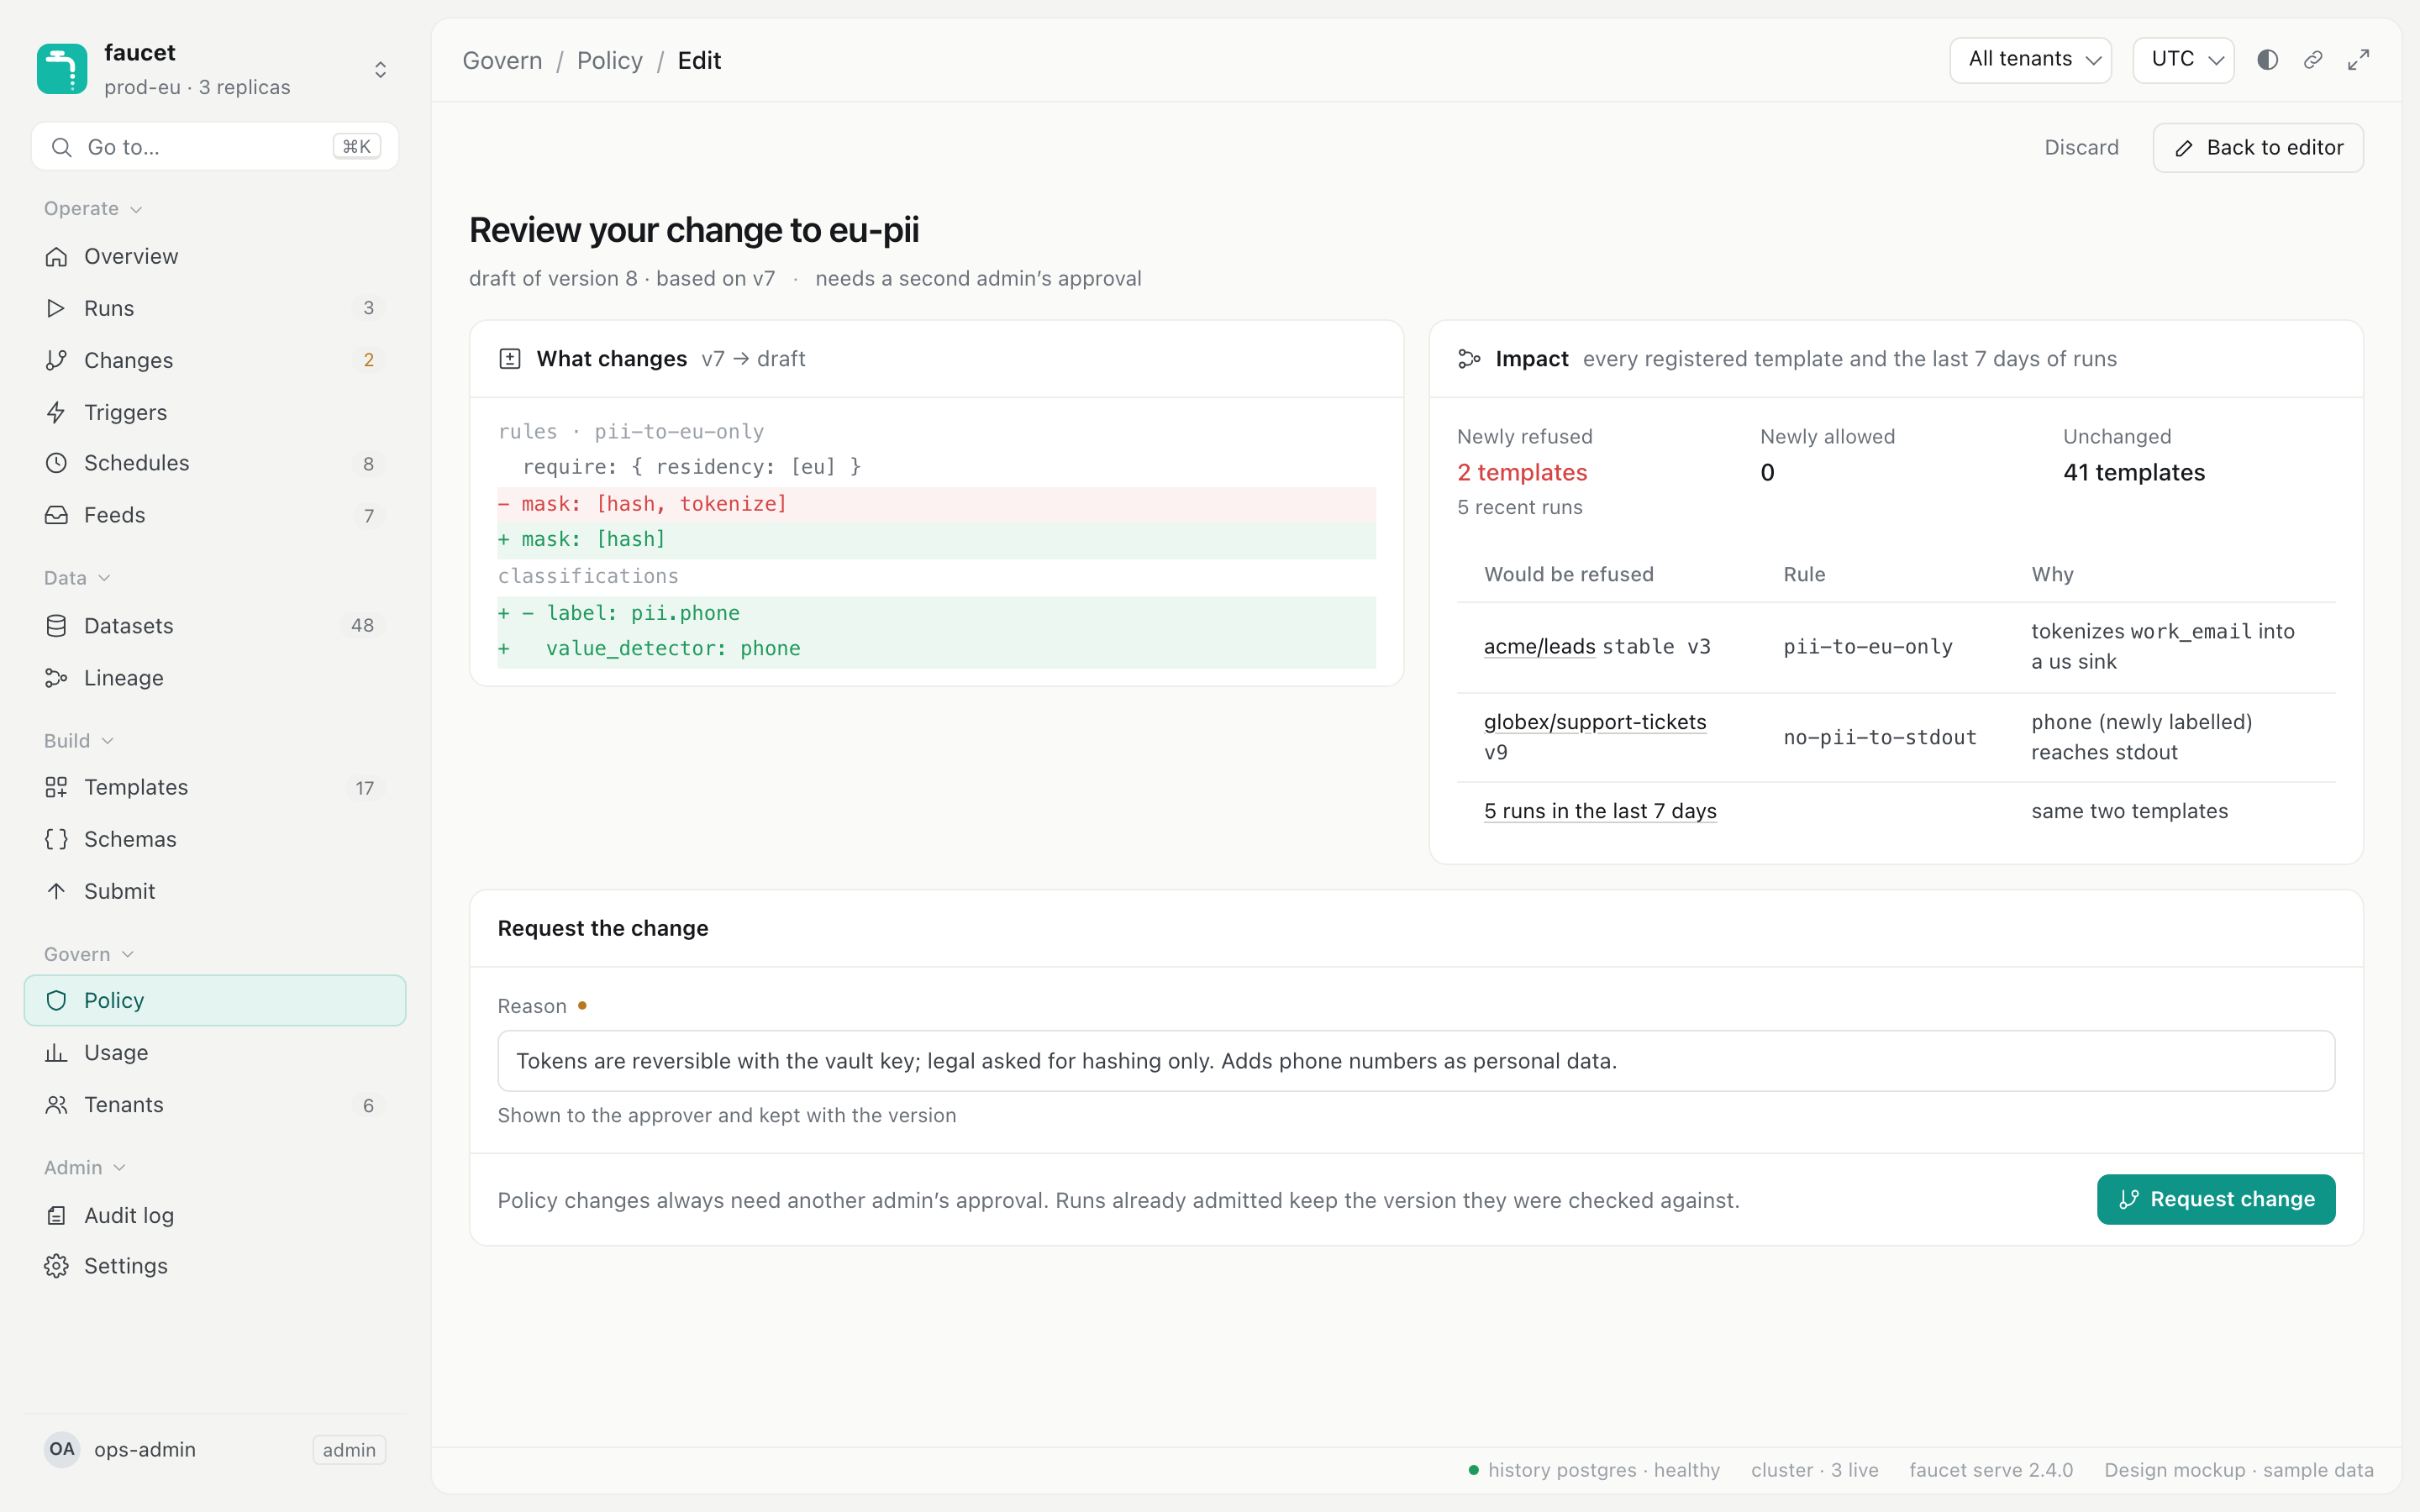 faucet
prod-eu · 3 replicas
Go to... ⌘K
Operate
Overview
Runs 3
Changes 2
Triggers
Schedules 8
Feeds 7
Data
Datasets 48
Lineage
Build
Templates 17
Schemas
Submit
Govern
Policy
Usage
Tenants 6
Admin
Audit log
Settings
OA ops-admin admin
Govern / Policy / Edit
All tenants UTC
Discard Back to editor
Review your change to eu-pii
draft of version 8 · based on v7 · needs a second admin’s approval
What changes v7 → draft
rules · pii-to-eu-only
require: { residency: [eu] }
− mask: [hash, tokenize]
+ mask: [hash]
classifications
+ − label: pii.phone
+ value_detector: phone
Impact every registered template and the last 7 days of runs
Newly refused Newly allowed Unchanged
2 templates 0 41 templates
5 recent runs
Would be refused Rule Why
acme/leads stable v3 pii-to-eu-only tokenizes work_email into
a us sink
globex/support-tickets
v9 no-pii-to-stdout phone (newly labelled)
reaches stdout
5 runs in the last 7 days same two templates
Request the change
Reason
Tokens are reversible with the vault key; legal asked for hashing only. Adds phone numbers as personal data.
Shown to the approver and kept with the version
Policy changes always need another admin’s approval. Runs already admitted keep the version they were checked against.
Request change
history postgres · healthy cluster · 3 live faucet serve 2.4.0 Design mockup · sample data